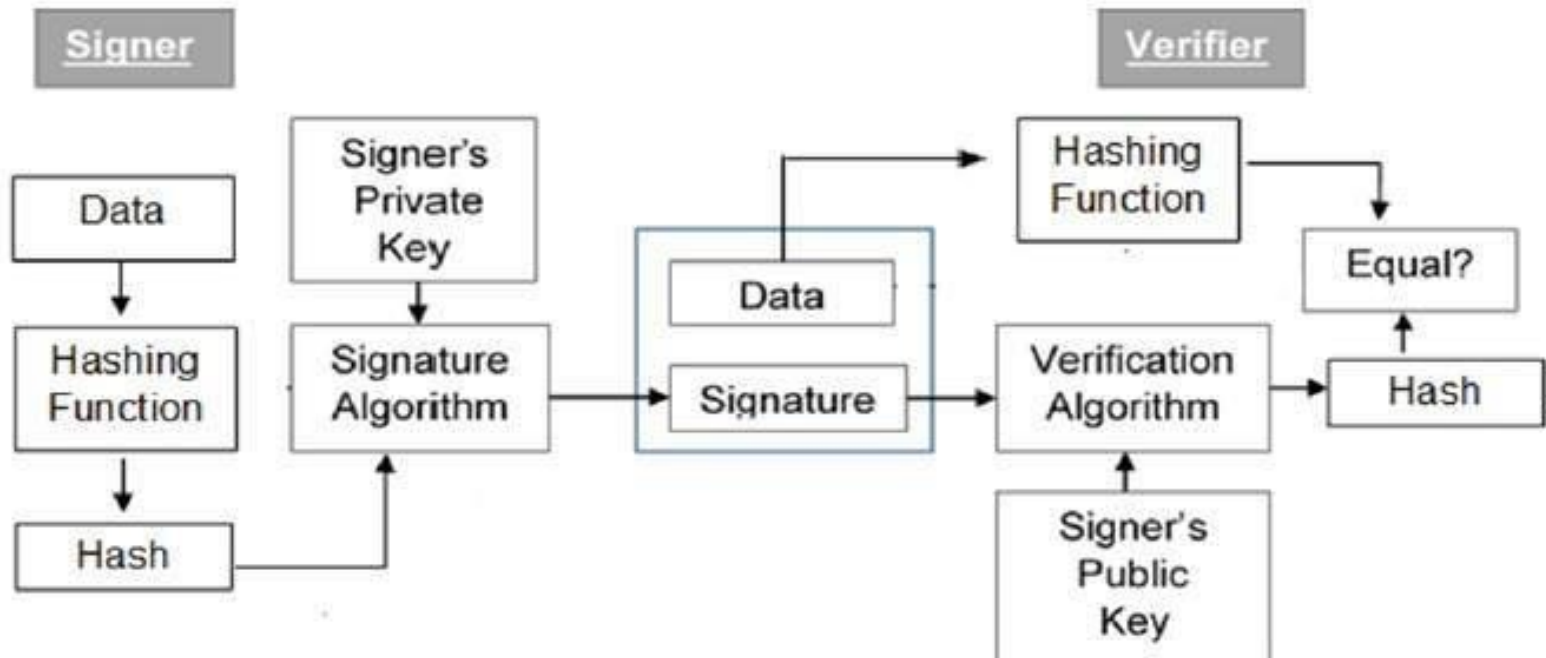 Signer
Verifier
Data
Hashing
Function
Hash
Signer's
Private
Key
Signature
Algorithm
Data
Signature
Hashing
Function
Verification
Algorithm
Signer's
Public
Key
Equal?
Hash